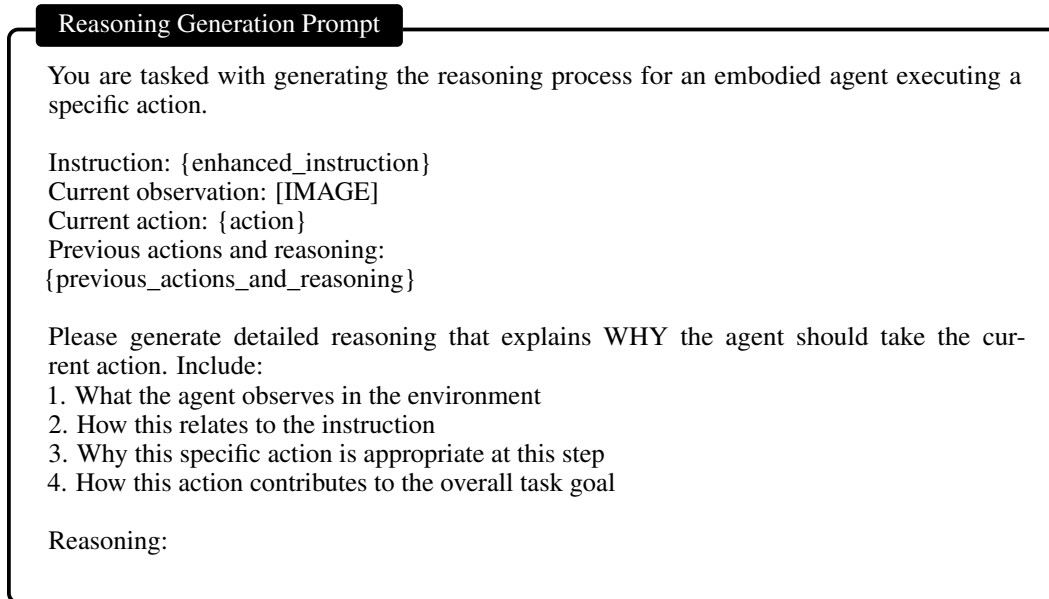 Reasoning Generation Prompt
You are tasked with generating the reasoning process for an embodied agent executing a
specific action.
Instruction: {enhanced_instruction}
Current observation: [IMAGE]
Current action: {action}
Previous actions and reasoning:
{previous_actions_and_reasoning}
Please generate detailed reasoning that explains WHY the agent should take the cur-
rent action. Include:
1. What the agent observes in the environment
2. How this relates to the instruction
3. Why this specific action is appropriate at this step
4. How this action contributes to the overall task goal
Reasoning: